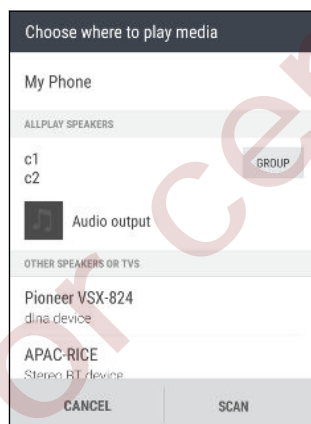 Choose where to play media
My Phone
ALLPLAY SPEAKERS
c1
c2
GROUP
Audio output
OTHER SPEAKERS OR TVS
Pioneer VSX-824
dlna device
APAC-RICE
Stereo BT device
CANCEL
SCAN